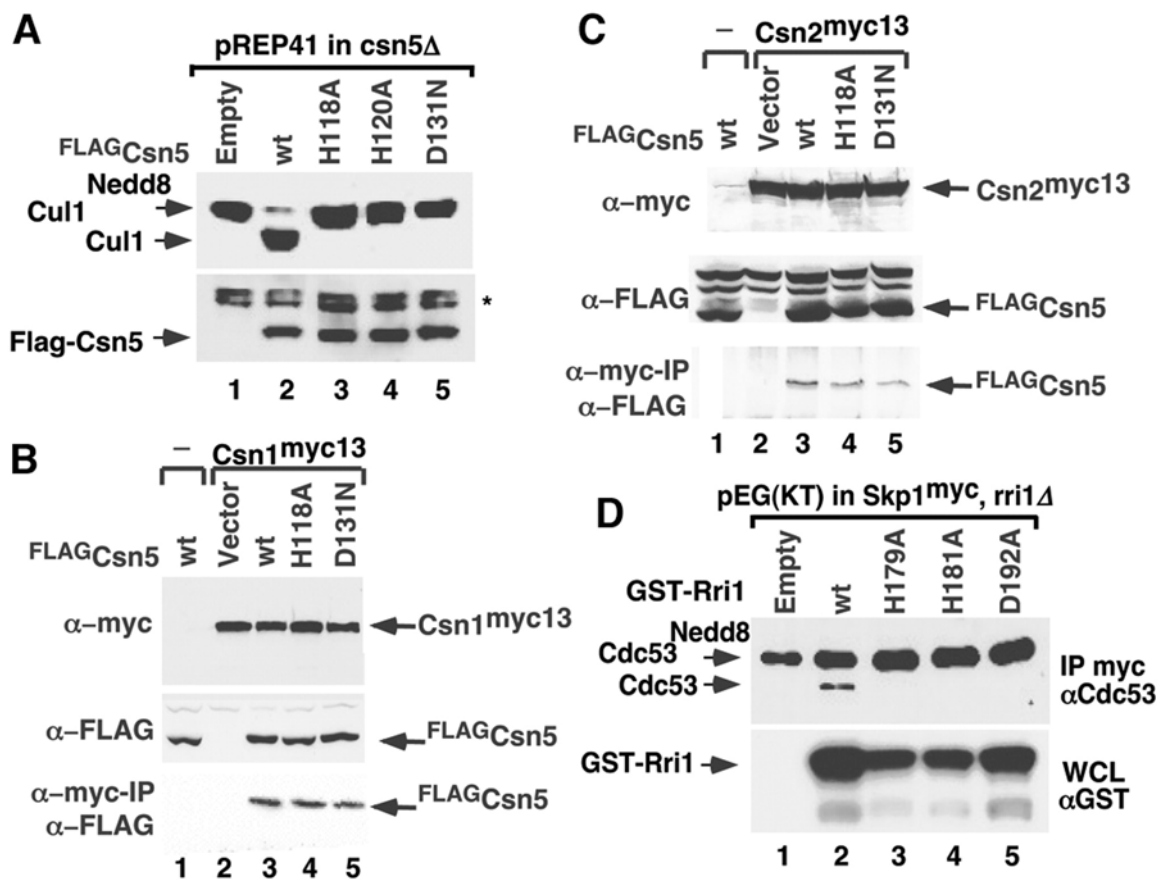 A
pREP41 in csn5Δ
FLAGCsn5
Empty
wt
H118A
H120A
D131N
Nedd8
Cul1
Cul1
*
Flag-Csn5
1 2 3 4 5
B
– Csn1myc13
FLAGCsn5
wt
Vector
wt
H118A
D131N
α–myc
Csn1myc13
α–FLAG
FLAGCsn5
α–myc-IP
α–FLAG
FLAGCsn5
1 2 3 4 5
C
– Csn2myc13
FLAGCsn5
wt
Vector
wt
H118A
D131N
α–myc
Csn2myc13
α–FLAG
FLAGCsn5
α–myc-IP
α–FLAG
FLAGCsn5
1 2 3 4 5
D
pEG(KT) in Skp1myc, rri1Δ
GST-Rri1
Empty
wt
H179A
H181A
D192A
Nedd8
Cdc53
Cdc53
IP myc
αCdc53
GST-Rri1
WCL
αGST
1 2 3 4 5